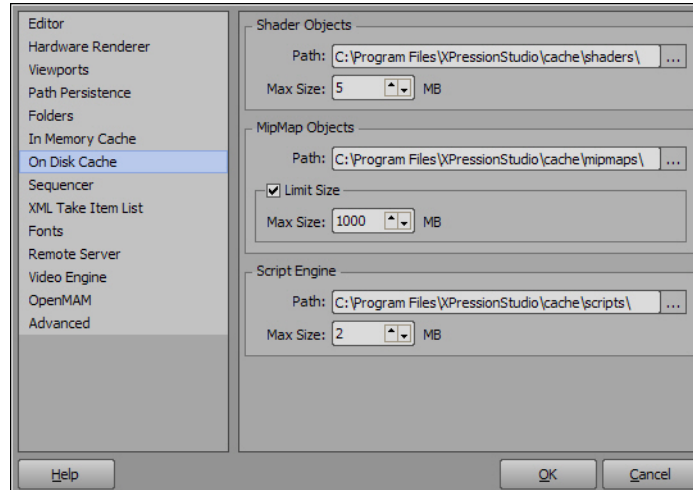 Editor
Hardware Renderer
Viewports
Path Persistence
Folders
In Memory Cache
On Disk Cache
Sequencer
XML Take Item List
Fonts
Remote Server
Video Engine
OpenMAM
Advanced
Shader Objects
Path: C:\Program Files\XPressionStudio\cache\shaders\ ...
Max Size: 5 MB
MipMap Objects
Path: C:\Program Files\XPressionStudio\cache\mipmaps\ ...
Limit Size
Max Size: 1000 MB
Script Engine
Path: C:\Program Files\XPressionStudio\cache\scripts\ ...
Max Size: 2 MB
Help OK Cancel